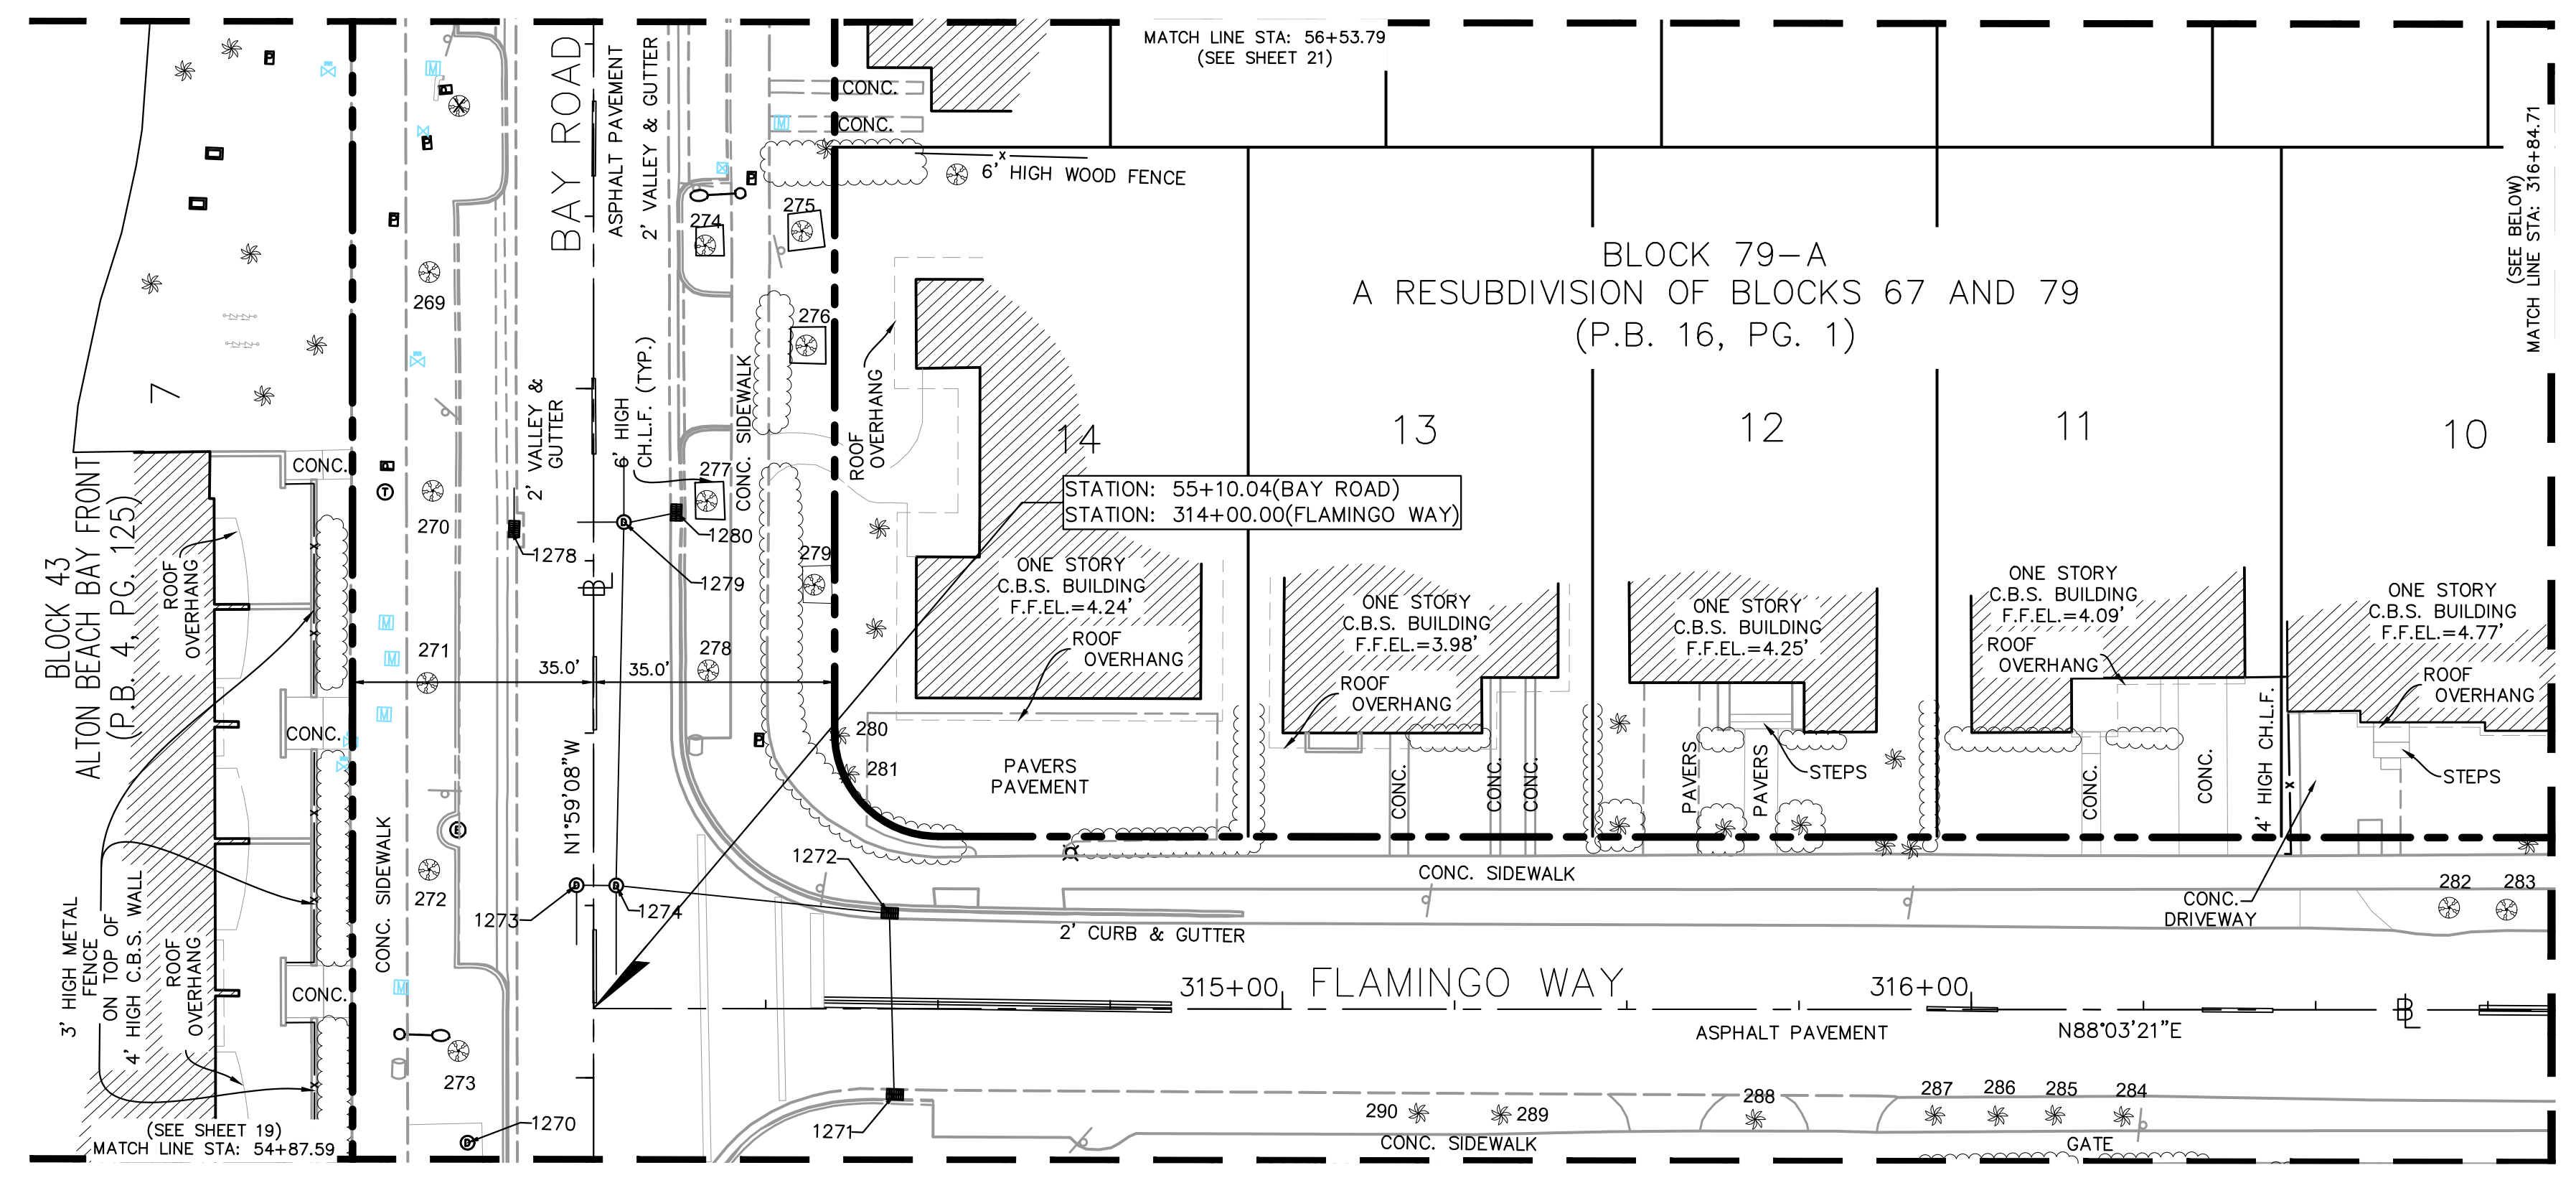 MATCH LINE STA: 56+53.79
(SEE SHEET 21)
(SEE BELOW)
MATCH LINE STA: 316+84.71
BAY ROAD
ASPHALT PAVEMENT
2' VALLEY & GUTTER
CONC.
CONC.
6' HIGH WOOD FENCE
BLOCK 79-A
A RESUBDIVISION OF BLOCKS 67 AND 79
(P.B. 16, PG. 1)
274
275
276
269
7
2' VALLEY &
GUTTER
6' HIGH
CH.L.F. (TYP.)
CONC. SIDEWALK
ROOF
OVERHANG
14
13
12
11
10
STATION: 55+10.04(BAY ROAD)
STATION: 314+00.00(FLAMINGO WAY)
BLOCK 43
ALTON BEACH BAY FRONT
(P.B. 4, PG. 125)
CONC.
T
270
277
1278
1280
1279
D
279
ROOF
OVERHANG
ONE STORY
C.B.S. BUILDING
F.F.EL.=4.24'
ONE STORY
C.B.S. BUILDING
F.F.EL.=3.98'
ONE STORY
C.B.S. BUILDING
F.F.EL.=4.25'
ONE STORY
C.B.S. BUILDING
F.F.EL.=4.09'
ONE STORY
C.B.S. BUILDING
F.F.EL.=4.77'
ROOF
OVERHANG
ROOF
OVERHANG
ROOF
OVERHANG
ROOF
OVERHANG
271
278
35.0'
35.0'
280
281
CONC.
N1°59'08"W
PAVERS
PAVEMENT
CONC.
CONC.
CONC.
PAVERS
PAVERS
STEPS
CONC.
CONC.
4' HIGH CH.L.F.
STEPS
E
272
CONC. SIDEWALK
1272
1273
1274
D
D
CONC. SIDEWALK
CONC.
DRIVEWAY
282
283
2' CURB & GUTTER
3' HIGH METAL
FENCE
ON TOP OF
4' HIGH C.B.S. WALL
ROOF
OVERHANG
CONC.
315+00
FLAMINGO WAY
316+00
ASPHALT PAVEMENT
N88°03'21"E
273
1270
D
1271
290
289
288
287
286
285
284
CONC. SIDEWALK
GATE
(SEE SHEET 19)
MATCH LINE STA: 54+87.59